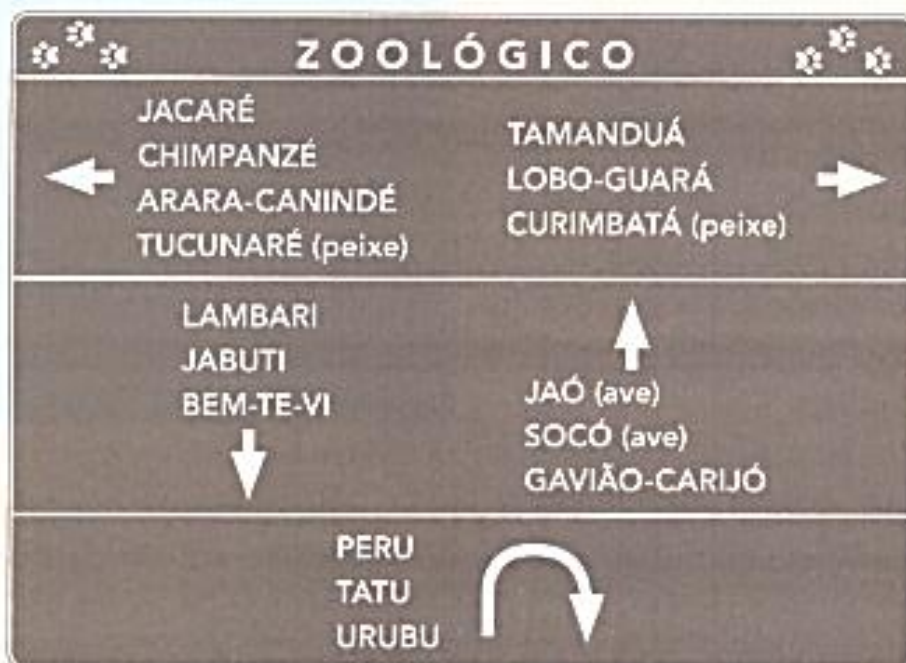 ZOOLÓGICO
JACARÉ
CHIMPANZÉ
ARARA-CANINDÉ
TUCUNARÉ (peixe)
TAMANDUÁ
LOBO-GUARÁ
CURIMBATÁ (peixe)
LAMBARI
JABUTI
BEM-TE-VI
JAÓ (ave)
SOCÓ (ave)
GAVIÃO-CARIJÓ
PERU
TATU
URUBU